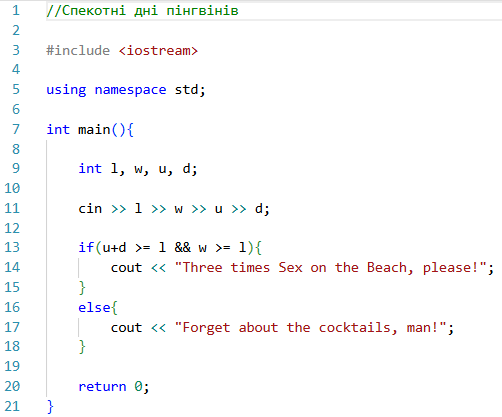 1 //Спекотні дні пінгвінів
2
3 #include <iostream>
4
5 using namespace std;
6
7 int main(){
8
9 int l, w, u, d;
10
11 cin >> l >> w >> u >> d;
12
13 if(u+d >= l && w >= l){
14 cout << "Three times Sex on the Beach, please!";
15 }
16 else{
17 cout << "Forget about the cocktails, man!";
18 }
19
20 return 0;
21 }